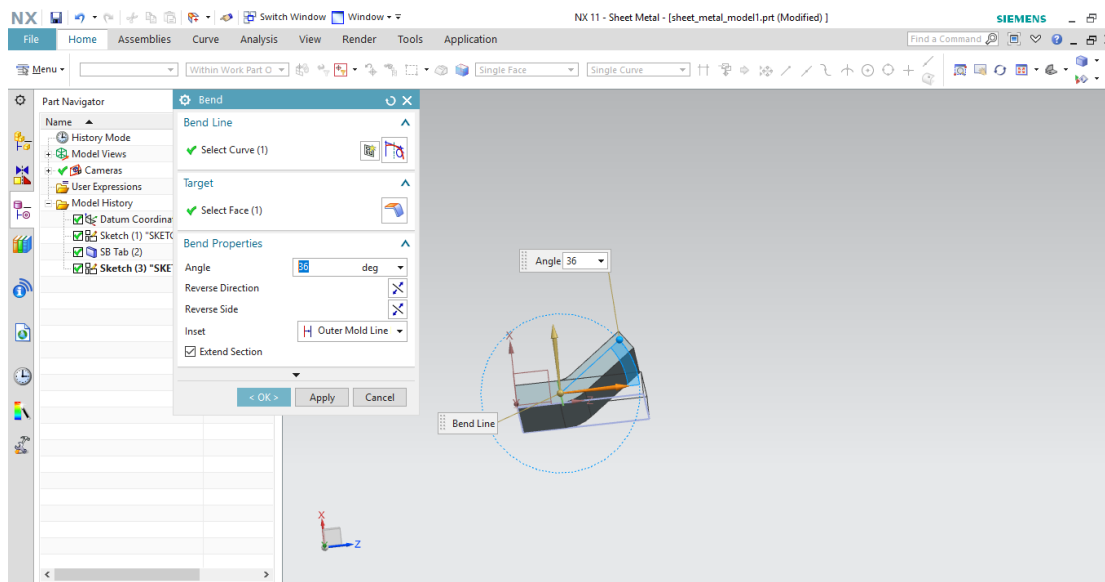 NX Switch Window Window NX 11 - Sheet Metal - [sheet_metal_model1.prt (Modified) ] SIEMENS
File Home Assemblies Curve Analysis View Render Tools Application Find a Command
Menu Within Work Part O Single Face Single Curve
Part Navigator
Name
History Mode
Model Views
Cameras
User Expressions
Model History
Datum Coordina
Sketch (1) "SKETC
SB Tab (2)
Sketch (3) "SKE
Bend
Bend Line
Select Curve (1)
Target
Select Face (1)
Bend Properties
Angle 36 deg
Reverse Direction
Reverse Side
Inset Outer Mold Line
Extend Section
< OK > Apply Cancel
Angle 36
X
Bend Line
X
Z